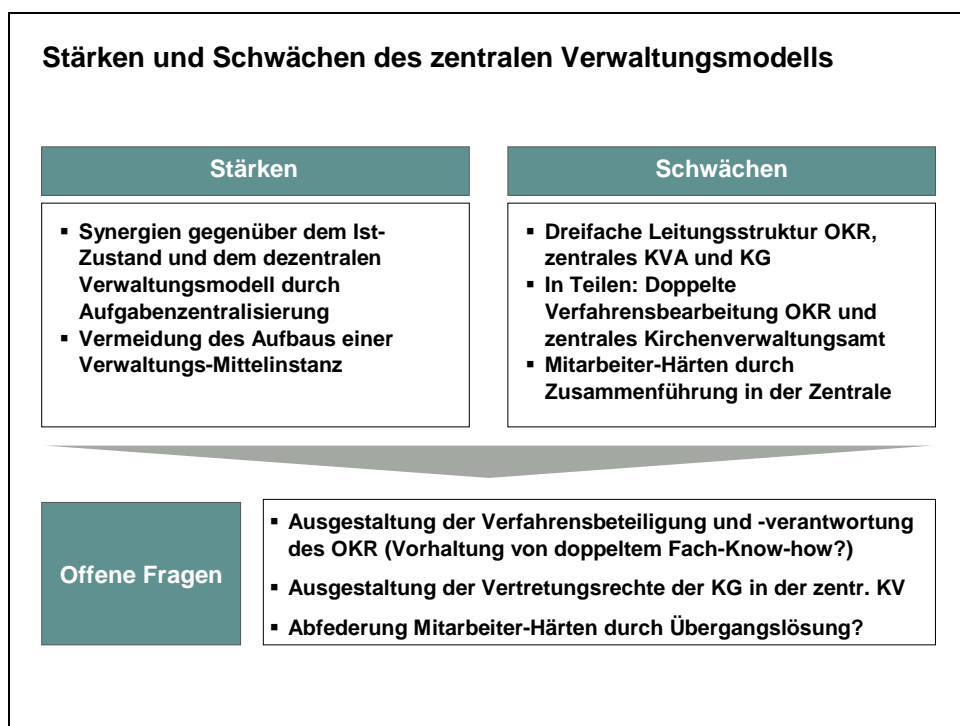 Stärken und Schwächen des zentralen Verwaltungsmodells
Stärken
▪ Synergien gegenüber dem Ist-
Zustand und dem dezentralen
Verwaltungsmodell durch
Aufgabenzentralisierung
▪ Vermeidung des Aufbaus einer
Verwaltungs-Mittelinstanz
Schwächen
▪ Dreifache Leitungsstruktur OKR,
zentrales KVA und KG
▪ In Teilen: Doppelte
Verfahrensbearbeitung OKR und
zentrales Kirchenverwaltungsamt
▪ Mitarbeiter-Härten durch
Zusammenführung in der Zentrale
Offene Fragen
▪ Ausgestaltung der Verfahrensbeteiligung und -verantwortung
des OKR (Vorhaltung von doppeltem Fach-Know-how?)
▪ Ausgestaltung der Vertretungsrechte der KG in der zentr. KV
▪ Abfederung Mitarbeiter-Härten durch Übergangslösung?